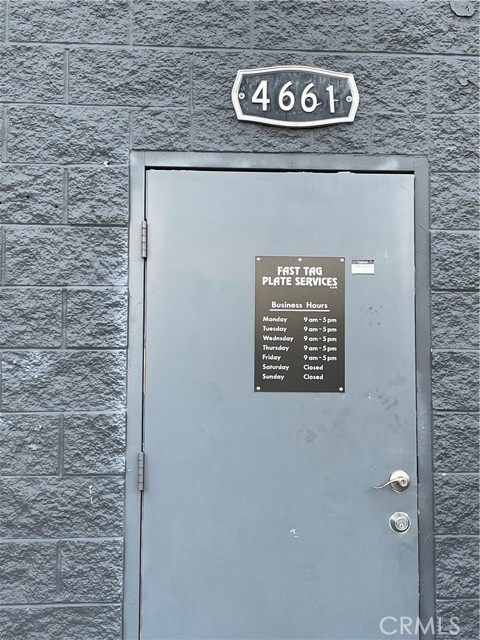 4661
FAST TAG
PLATE SERVICES
Business Hours
Monday 9 am - 5 pm
Tuesday 9 am - 5 pm
Wednsday 9 am - 5 pm
Thursday 9 am - 5 pm
Friday 9 am - 5 pm
Saturday Closed
Sunday Closed
CRMLS